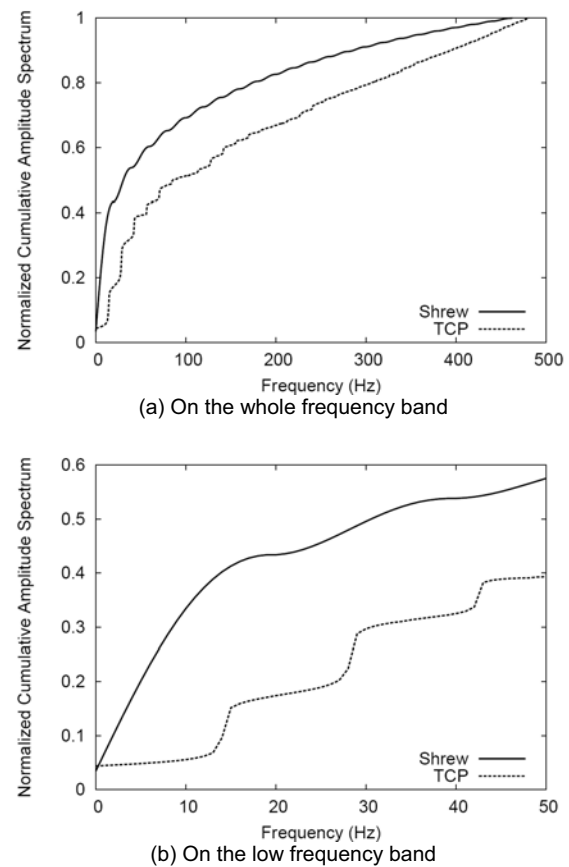 Normalized Cumulative Amplitude Spectrum
1
0.8
0.6
0.4
0.2
0
0 100 200 300 400 500
Shrew
TCP
Frequency (Hz)
(a) On the whole frequency band
Normalized Cumulative Amplitude Spectrum
0.6
0.5
0.4
0.3
0.2
0.1
0
0 10 20 30 40 50
Shrew
TCP
Frequency (Hz)
(b) On the low frequency band